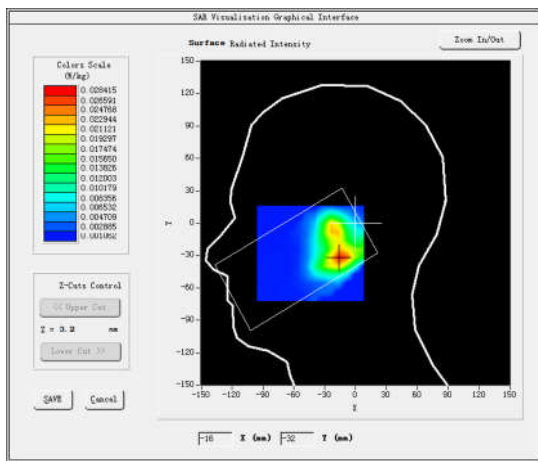 SAR Visualisation Graphical Interface
Surface Radiated Intensity
Zoom In/Out
Colors Scale
(W/kg)
0.028415
0.026591
0.024768
0.022944
0.021121
0.019297
0.017474
0.015650
0.013826
0.012003
0.010179
0.008356
0.006532
0.004709
0.002885
0.001062
150
120
90
60
30
0
-30
-60
-90
-120
-150
Y
-150 -120 -90 -60 -30 0 30 60 90 120 150
X
Z-Cuts Control
<< Upper Cut
Z = 3.2 mm
Lower Cut >>
SAVE Cancel
-16 X (mm) -32 Y (mm)